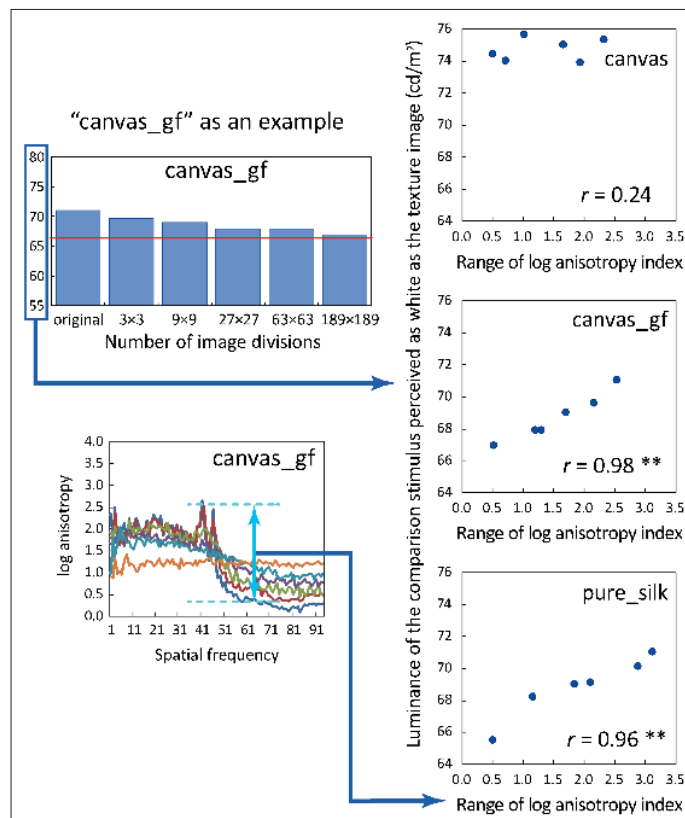 "canvas_gf" as an example
80
75
70
65
60
55
canvas_gf
original 3×3 9×9 27×27 63×63 189×189
Number of image divisions
4.0
3.5
3.0
2.5
2.0
1.5
1.0
0.5
0.0
log anisotropy
canvas_gf
1 11 21 31 41 51 61 71 81 91
Spatial frequency
Luminance of the comparison stimulus perceived as white as the texture image (cd/m²)
76
74
72
70
68
66
64
canvas
r = 0.24
0.0 0.5 1.0 1.5 2.0 2.5 3.0 3.5
Range of log anisotropy index
canvas_gf
76
74
72
70
68
66
64
r = 0.98 **
0.0 0.5 1.0 1.5 2.0 2.5 3.0 3.5
Range of log anisotropy index
pure_silk
76
74
72
70
68
66
64
r = 0.96 **
0.0 0.5 1.0 1.5 2.0 2.5 3.0 3.5
Range of log anisotropy index